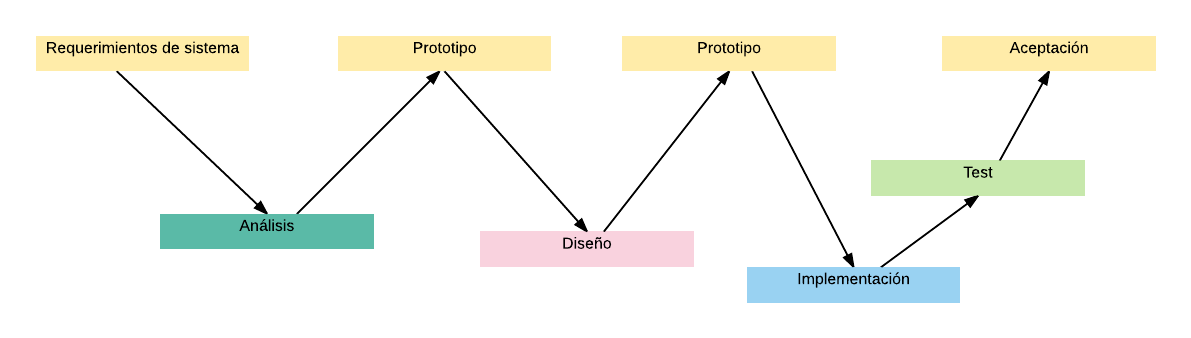 Requerimientos de sistema
Prototipo
Prototipo
Aceptación
Test
Análisis
Diseño
Implementación